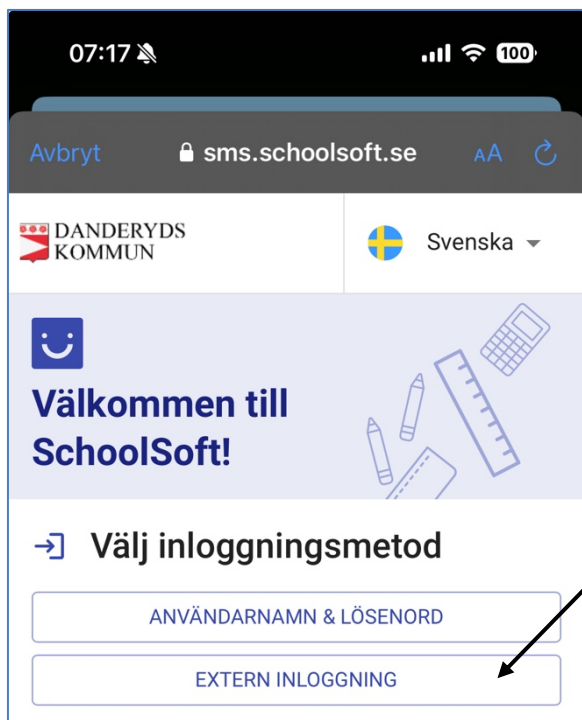 07:17
100
Avbryt
sms.schoolsoft.se
AA
DANDERYDS
KOMMUN
Svenska
Välkommen till
SchoolSoft!
Välj inloggningsmetod
ANVÄNDARNAMN & LÖSENORD
EXTERN INLOGGNING